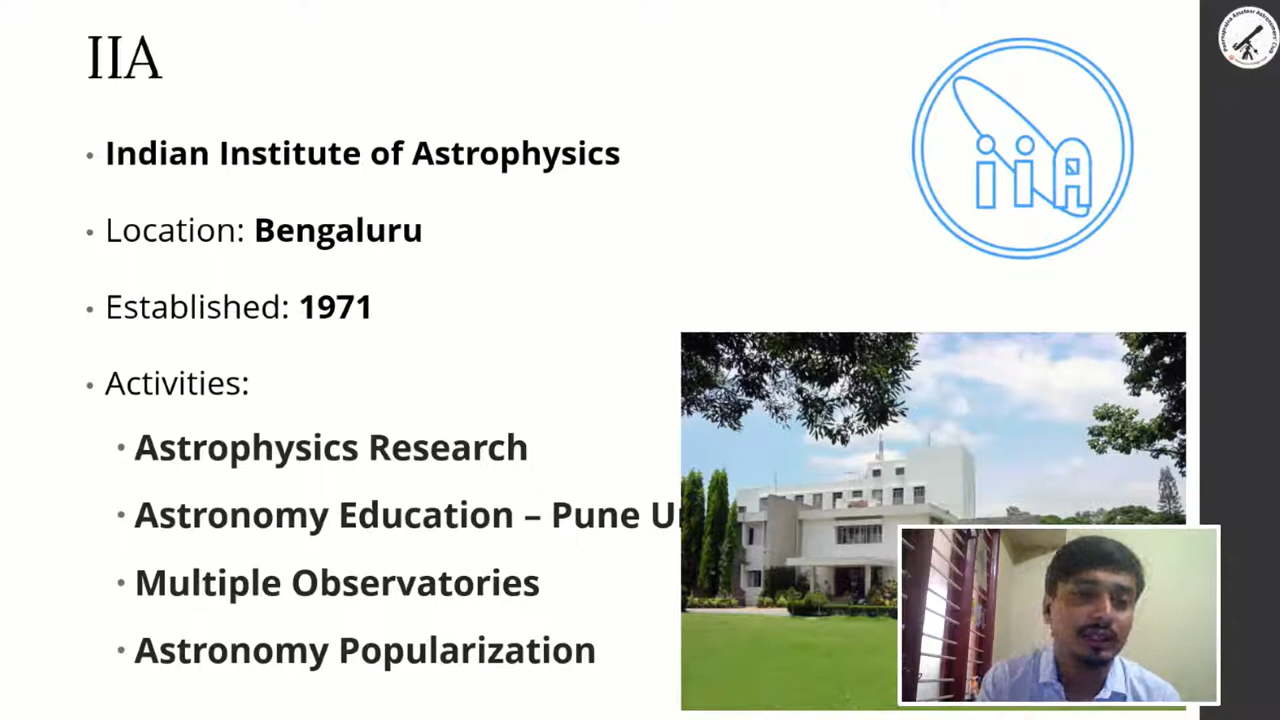 IIA
Indian Institute of Astrophysics
Location: Bengaluru
Established: 1971
Activities:
Astrophysics Research
Astronomy Education – Pune
Multiple Observatories
Astronomy Popularization
iiA